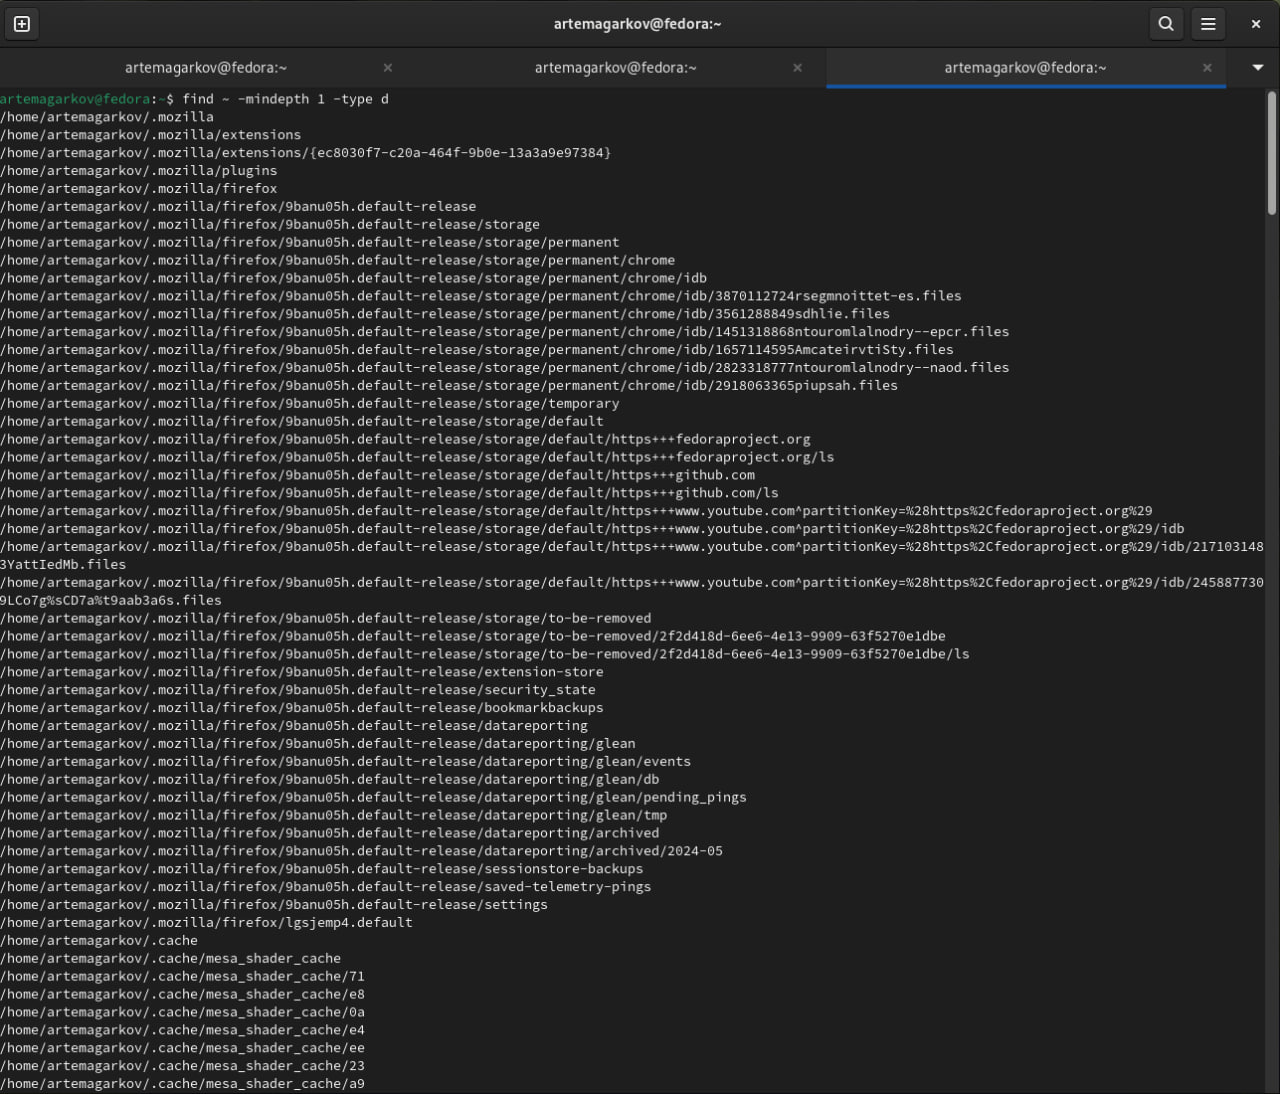 artemagarkov@fedora:~
artemagarkov@fedora:~ × artemagarkov@fedora:~ × artemagarkov@fedora:~ ×
artemagarkov@fedora:~$ find ~ -mindepth 1 -type d
/home/artemagarkov/.mozilla
/home/artemagarkov/.mozilla/extensions
/home/artemagarkov/.mozilla/extensions/{ec8030f7-c20a-464f-9b0e-13a3a9e97384}
/home/artemagarkov/.mozilla/plugins
/home/artemagarkov/.mozilla/firefox
/home/artemagarkov/.mozilla/firefox/9banu05h.default-release
/home/artemagarkov/.mozilla/firefox/9banu05h.default-release/storage
/home/artemagarkov/.mozilla/firefox/9banu05h.default-release/storage/permanent
/home/artemagarkov/.mozilla/firefox/9banu05h.default-release/storage/permanent/chrome
/home/artemagarkov/.mozilla/firefox/9banu05h.default-release/storage/permanent/chrome/idb
/home/artemagarkov/.mozilla/firefox/9banu05h.default-release/storage/permanent/chrome/idb/3870112724rsegmnoittet-es.files
/home/artemagarkov/.mozilla/firefox/9banu05h.default-release/storage/permanent/chrome/idb/3561288849sdhlie.files
/home/artemagarkov/.mozilla/firefox/9banu05h.default-release/storage/permanent/chrome/idb/1451318868ntouromlalnodry--epcr.files
/home/artemagarkov/.mozilla/firefox/9banu05h.default-release/storage/permanent/chrome/idb/1657114595AmcateirvtiSty.files
/home/artemagarkov/.mozilla/firefox/9banu05h.default-release/storage/permanent/chrome/idb/2823318777ntouromlalnodry--naod.files
/home/artemagarkov/.mozilla/firefox/9banu05h.default-release/storage/permanent/chrome/idb/2918063365piupsah.files
/home/artemagarkov/.mozilla/firefox/9banu05h.default-release/storage/temporary
/home/artemagarkov/.mozilla/firefox/9banu05h.default-release/storage/default
/home/artemagarkov/.mozilla/firefox/9banu05h.default-release/storage/default/https+++fedoraproject.org
/home/artemagarkov/.mozilla/firefox/9banu05h.default-release/storage/default/https+++fedoraproject.org/ls
/home/artemagarkov/.mozilla/firefox/9banu05h.default-release/storage/default/https+++github.com
/home/artemagarkov/.mozilla/firefox/9banu05h.default-release/storage/default/https+++github.com/ls
/home/artemagarkov/.mozilla/firefox/9banu05h.default-release/storage/default/https+++www.youtube.com^partitionKey=%28https%2Cfedoraproject.org%29
/home/artemagarkov/.mozilla/firefox/9banu05h.default-release/storage/default/https+++www.youtube.com^partitionKey=%28https%2Cfedoraproject.org%29/idb
/home/artemagarkov/.mozilla/firefox/9banu05h.default-release/storage/default/https+++www.youtube.com^partitionKey=%28https%2Cfedoraproject.org%29/idb/217103148
3YattIedMb.files
/home/artemagarkov/.mozilla/firefox/9banu05h.default-release/storage/default/https+++www.youtube.com^partitionKey=%28https%2Cfedoraproject.org%29/idb/245887730
9LCo7g%sCD7a%t9aab3a6s.files
/home/artemagarkov/.mozilla/firefox/9banu05h.default-release/storage/to-be-removed
/home/artemagarkov/.mozilla/firefox/9banu05h.default-release/storage/to-be-removed/2f2d418d-6ee6-4e13-9909-63f5270e1dbe
/home/artemagarkov/.mozilla/firefox/9banu05h.default-release/storage/to-be-removed/2f2d418d-6ee6-4e13-9909-63f5270e1dbe/ls
/home/artemagarkov/.mozilla/firefox/9banu05h.default-release/extension-store
/home/artemagarkov/.mozilla/firefox/9banu05h.default-release/security_state
/home/artemagarkov/.mozilla/firefox/9banu05h.default-release/bookmarkbackups
/home/artemagarkov/.mozilla/firefox/9banu05h.default-release/datareporting
/home/artemagarkov/.mozilla/firefox/9banu05h.default-release/datareporting/glean
/home/artemagarkov/.mozilla/firefox/9banu05h.default-release/datareporting/glean/events
/home/artemagarkov/.mozilla/firefox/9banu05h.default-release/datareporting/glean/db
/home/artemagarkov/.mozilla/firefox/9banu05h.default-release/datareporting/glean/pending_pings
/home/artemagarkov/.mozilla/firefox/9banu05h.default-release/datareporting/glean/tmp
/home/artemagarkov/.mozilla/firefox/9banu05h.default-release/datareporting/archived
/home/artemagarkov/.mozilla/firefox/9banu05h.default-release/datareporting/archived/2024-05
/home/artemagarkov/.mozilla/firefox/9banu05h.default-release/sessionstore-backups
/home/artemagarkov/.mozilla/firefox/9banu05h.default-release/saved-telemetry-pings
/home/artemagarkov/.mozilla/firefox/9banu05h.default-release/settings
/home/artemagarkov/.mozilla/firefox/lgsjemp4.default
/home/artemagarkov/.cache
/home/artemagarkov/.cache/mesa_shader_cache
/home/artemagarkov/.cache/mesa_shader_cache/71
/home/artemagarkov/.cache/mesa_shader_cache/e8
/home/artemagarkov/.cache/mesa_shader_cache/0a
/home/artemagarkov/.cache/mesa_shader_cache/e4
/home/artemagarkov/.cache/mesa_shader_cache/ee
/home/artemagarkov/.cache/mesa_shader_cache/23
/home/artemagarkov/.cache/mesa_shader_cache/a9